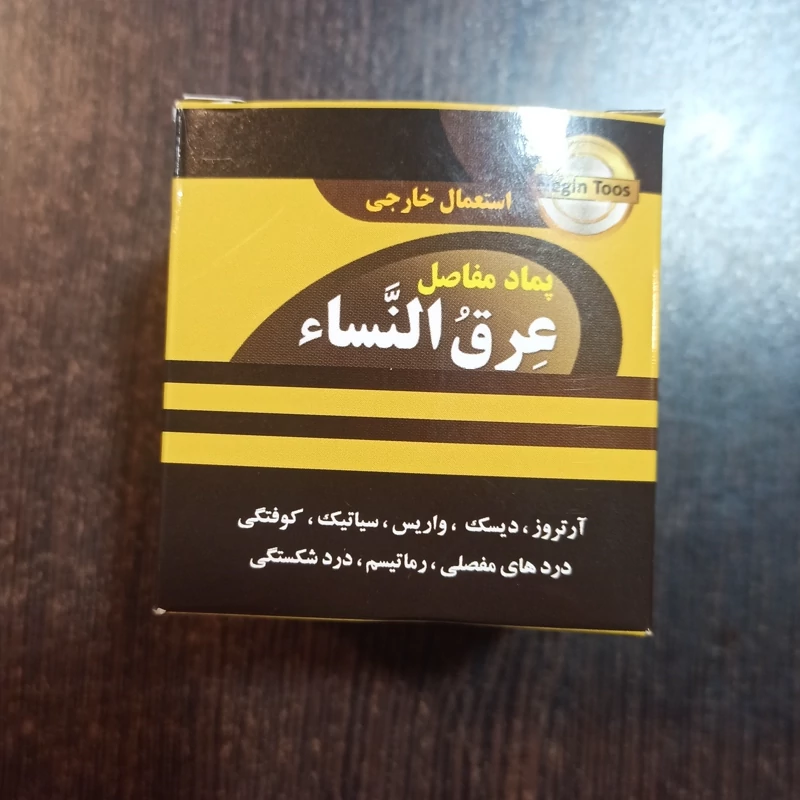 استعمال خارجی
Toos
پماد مفاصل
عِرقُ النَّساء
آرتروز، دیسک، واریس، سیاتیک، کوفتگی
درد های مفصلی، رماتیسم، درد شکستگی